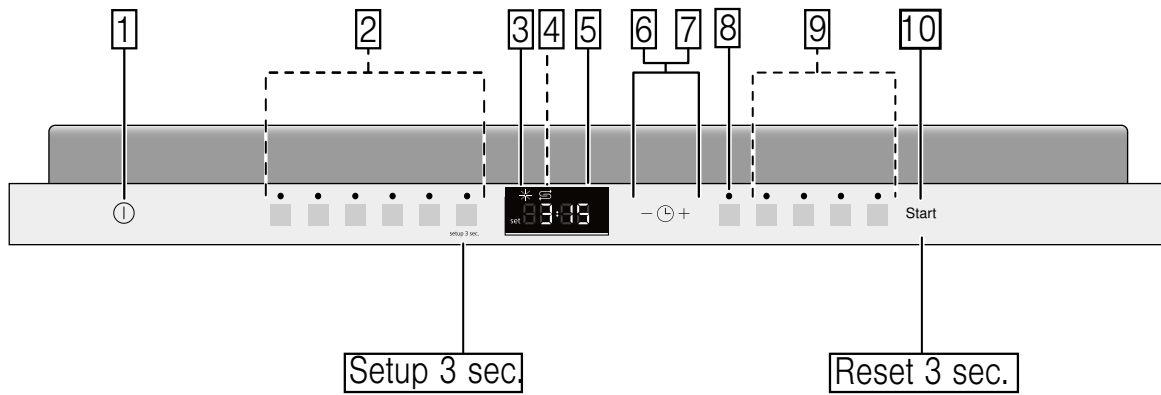 1 2 3 4 5 6 7 8 9 10
set 3:15
− +
Start
setup 3 sec.
Setup 3 sec.
Reset 3 sec.